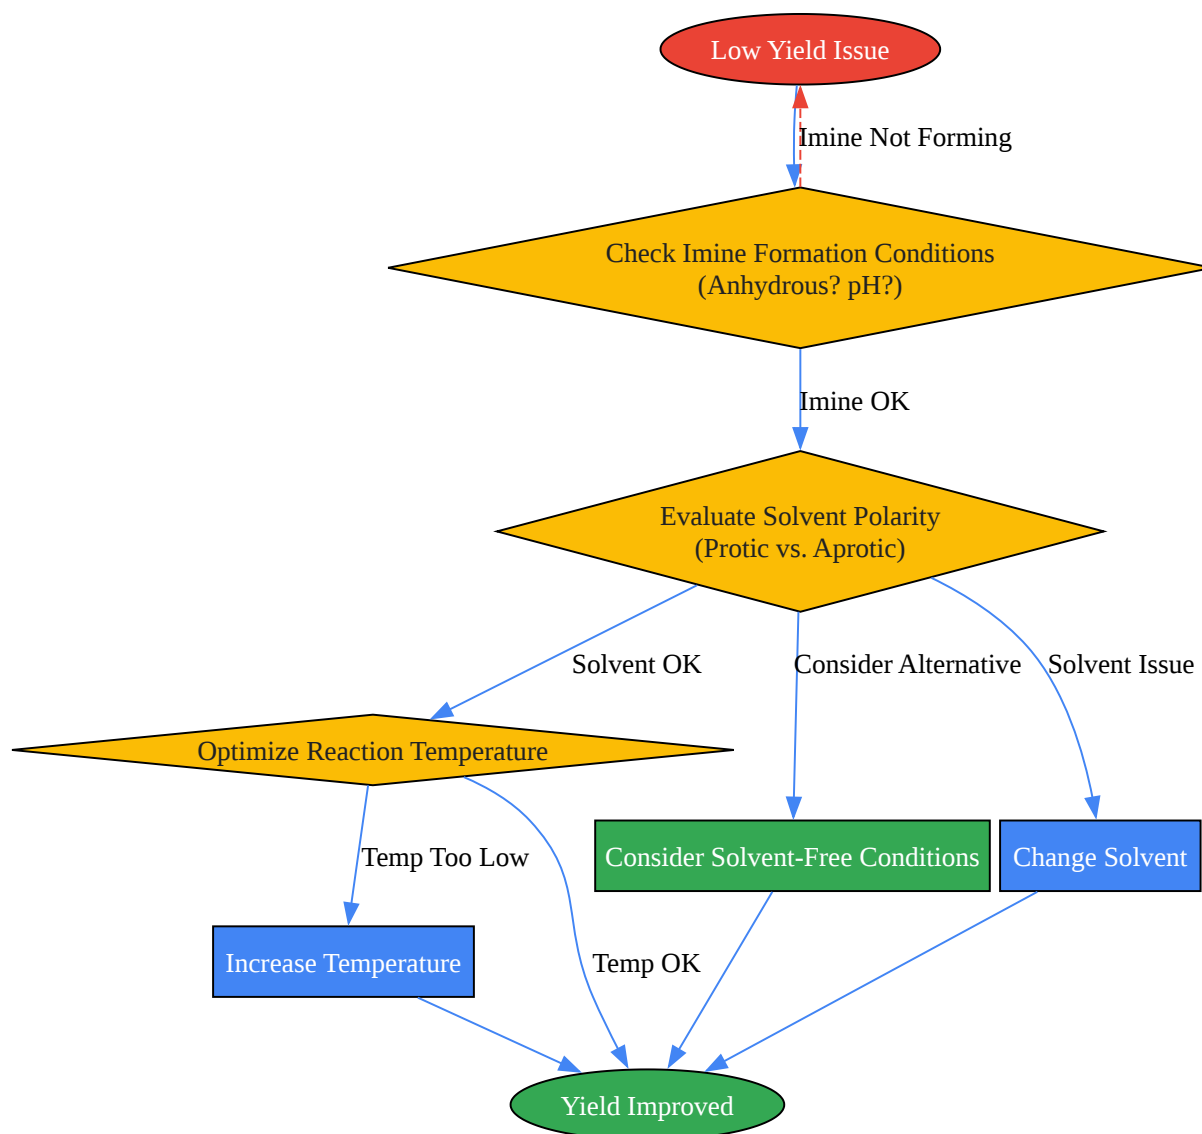 Low Yield Issue
Imine Not Forming
Check Imine Formation Conditions
(Anhydrous? pH?)
Imine OK
Evaluate Solvent Polarity
(Protic vs. Aprotic)
Solvent OK
Consider Alternative
Solvent Issue
Optimize Reaction Temperature
Temp Too Low
Consider Solvent-Free Conditions
Change Solvent
Increase Temperature
Temp OK
Yield Improved